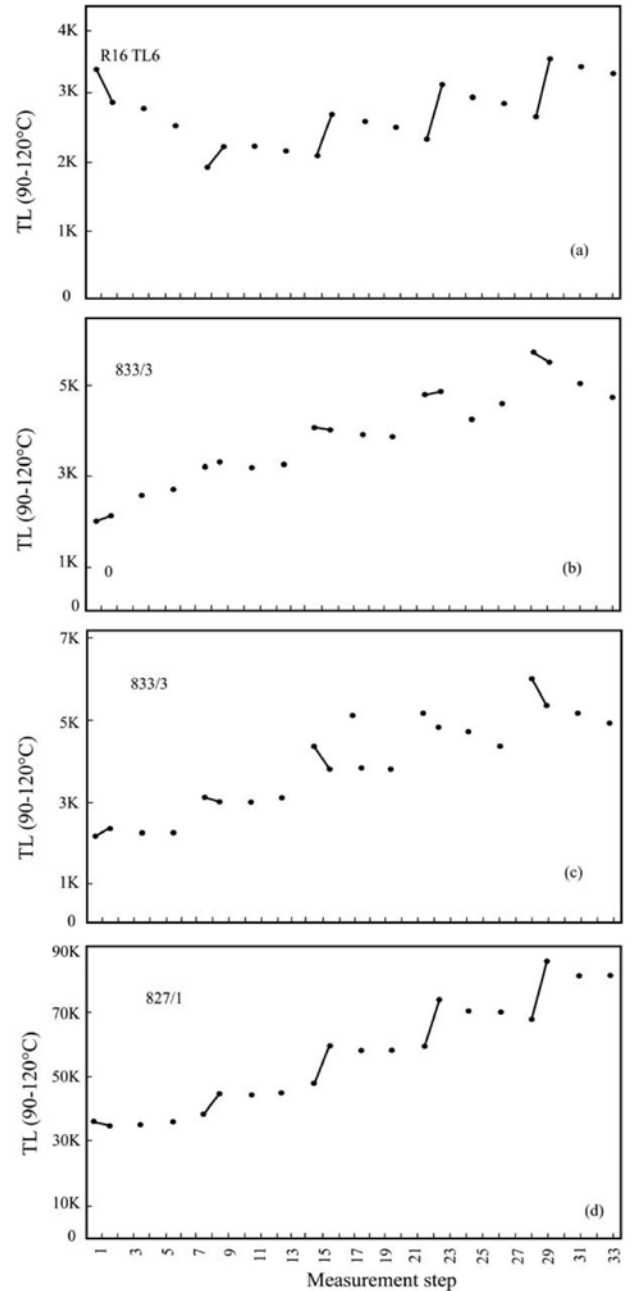 4K
R16 TL6
3K
2K
1K
0
TL (90-120°C)
(a)
833/3
5K
3K
1K
0
0
TL (90-120°C)
(b)
7K
833/3
5K
3K
1K
0
TL (90-120°C)
(c)
90K
827/1
70K
50K
30K
10K
0
TL (90-120°C)
(d)
1 3 5 7 9 11 13 15 17 19 21 23 25 27 29 31 33
Measurement step